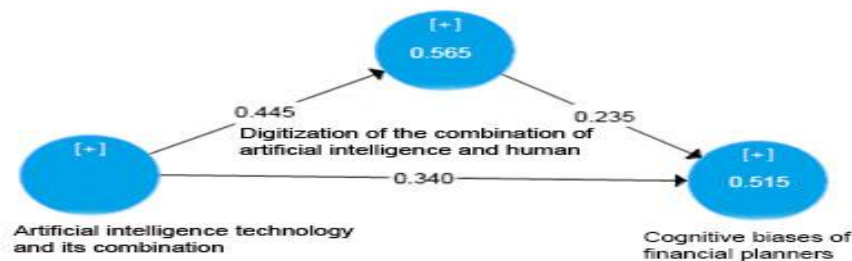 [+]
0.565
0.445
0.235
Digitization of the combination of
artificial intelligence and human
[+]
[+]
0.340
0.515
Artificial intelligence technology
and its combination
Cognitive biases of
financial planners